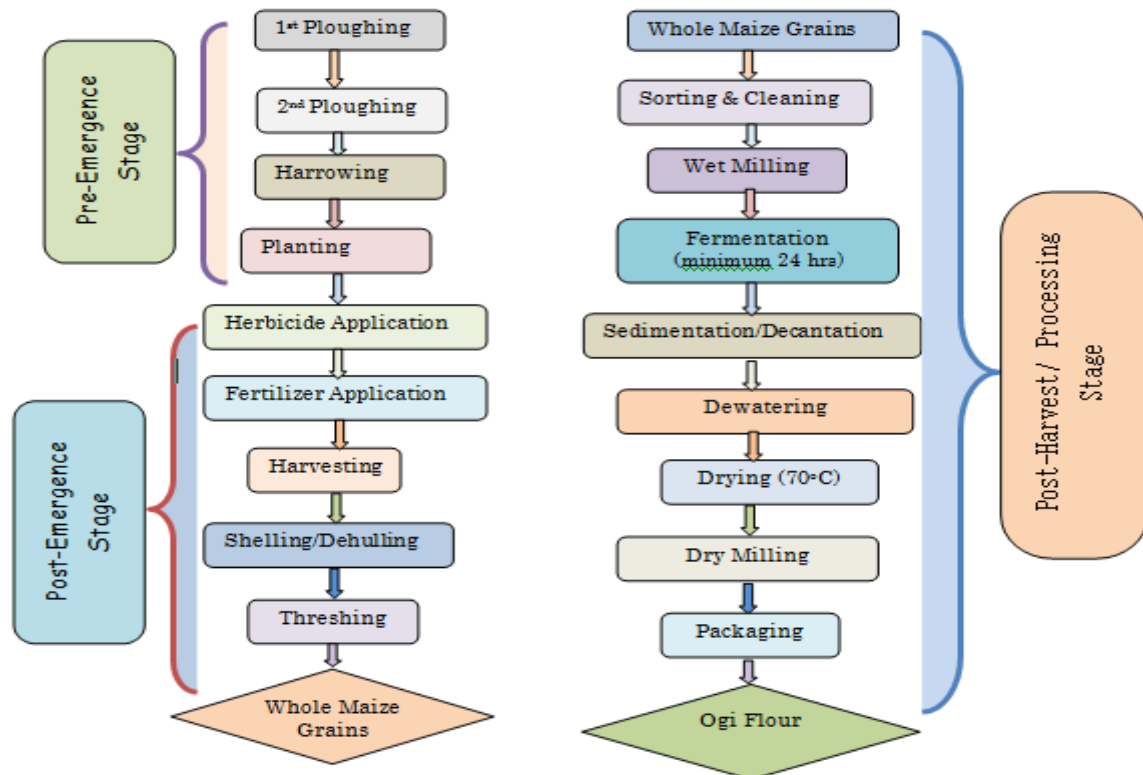 Pre-Emergence
Stage
1st Ploughing
2nd Ploughing
Harrowing
Planting
Post-Emergence
Stage
Herbicide Application
Fertilizer Application
Harvesting
Shelling/Dehulling
Threshing
Whole Maize
Grains
Whole Maize Grains
Sorting & Cleaning
Wet Milling
Fermentation
(minimum 24 hrs)
Sedimentation/Decantation
Dewatering
Drying (70°C)
Dry Milling
Packaging
Ogi Flour
Post-Harvest/ Processing
Stage